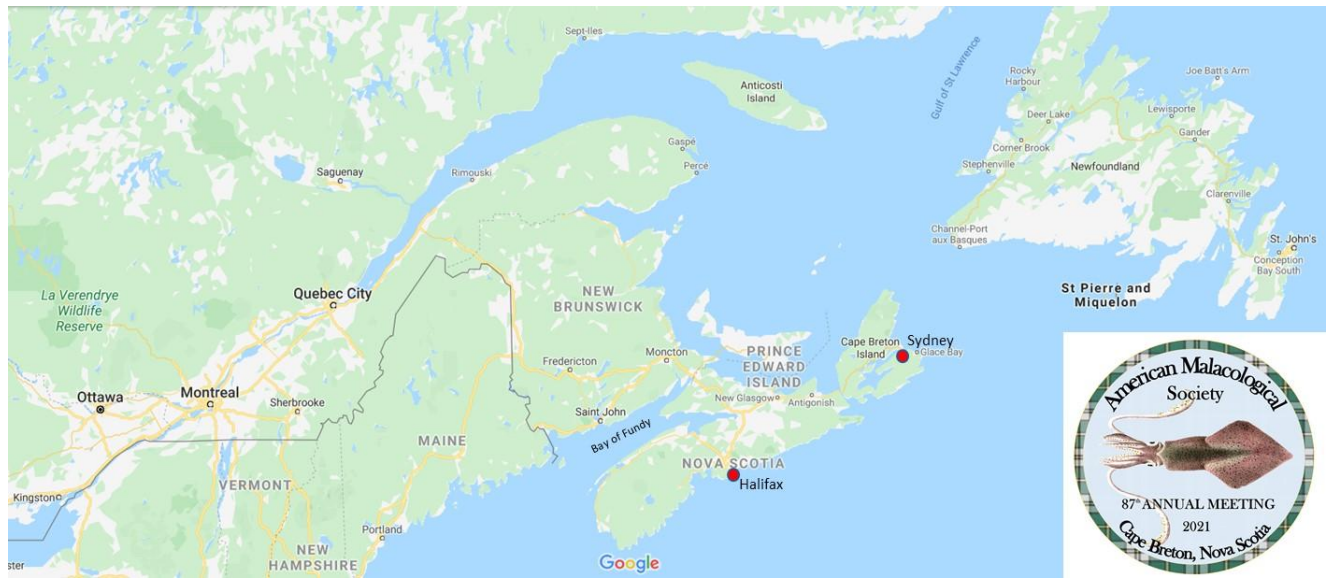 Sept-Iles
Anticosti
Island
Gulf of St Lawrence
Rocky
Harbour
Joe Batt's Arm
Deer Lake
Lewisporte
Gander
Corner Brook
Stephenville
Newfoundland
Gaspé
Percé
Saguenay
Rimouski
Clarenville
Channel-Port
aux Basques
St. John's
Conception
Bay South
La Verendrye
Wildlife
Reserve
Quebec City
NEW
BRUNSWICK
St Pierre and
Miquelon
Cape Breton
Island
Sydney
Glace Bay
Fredericton
Moncton
PRINCE
EDWARD
ISLAND
New Glasgow
Antigonish
Ottawa
Montreal
Sherbrooke
Saint John
Bay of Fundy
MAINE
NOVA SCOTIA
Halifax
VERMONT
Kingston
Portland
NEW
HAMPSHIRE
ster
Google
American Malacological
Society
87th ANNUAL MEETING
2021
Cape Breton, Nova Scotia